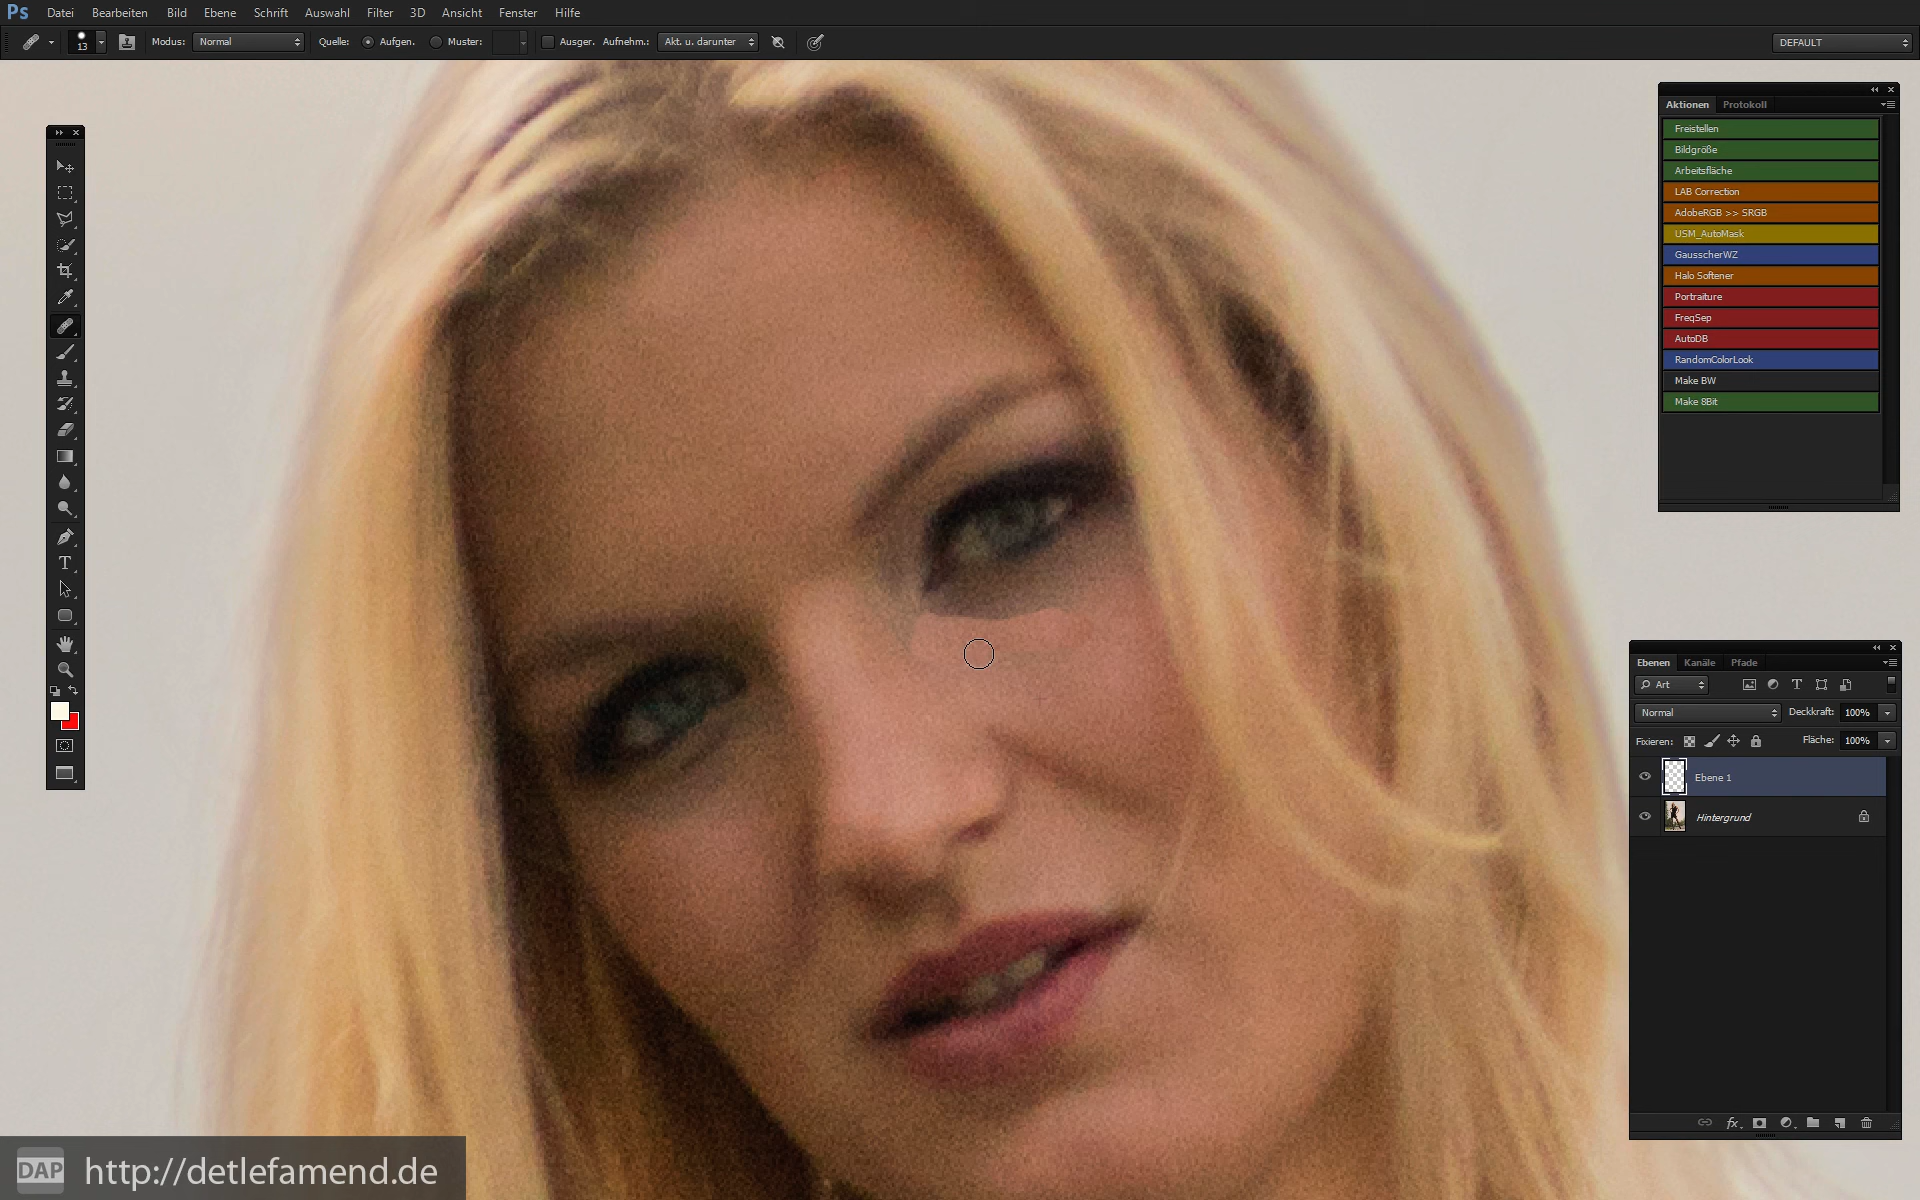 Ps Datei Bearbeiten Bild Ebene Schrift Auswahl Filter 3D Ansicht Fenster Hilfe
13 Modus: Normal Quelle: Aufgen. Muster: Ausger. Aufnehm.: Akt. u. darunter DEFAULT
Aktionen Protokoll
Freistellen
Bildgröße
Arbeitsfläche
LAB Correction
AdobeRGB >> SRGB
USM_AutoMask
GausscherWZ
Halo Softener
Portraiture
FreqSep
AutoDB
RandomColorLook
Make BW
Make 8Bit
Ebenen Kanäle Pfade
Art
Normal Deckkraft: 100%
Fixieren: Fläche: 100%
Ebene 1
Hintergrund
fx
DAP http://detlefamend.de